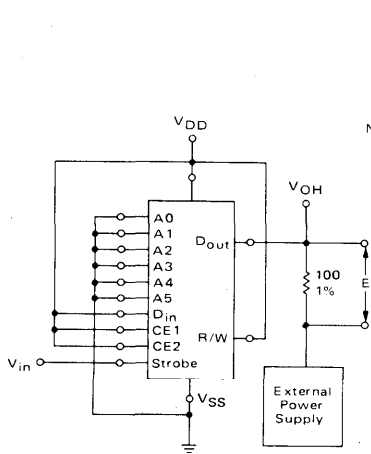 VDD
VOH
A0
A1
A2
A3
A4
A5
Din
CE1
CE2
Strobe
Dout
R/W
Vin
VSS
100
1%
E
External
Power
Supply